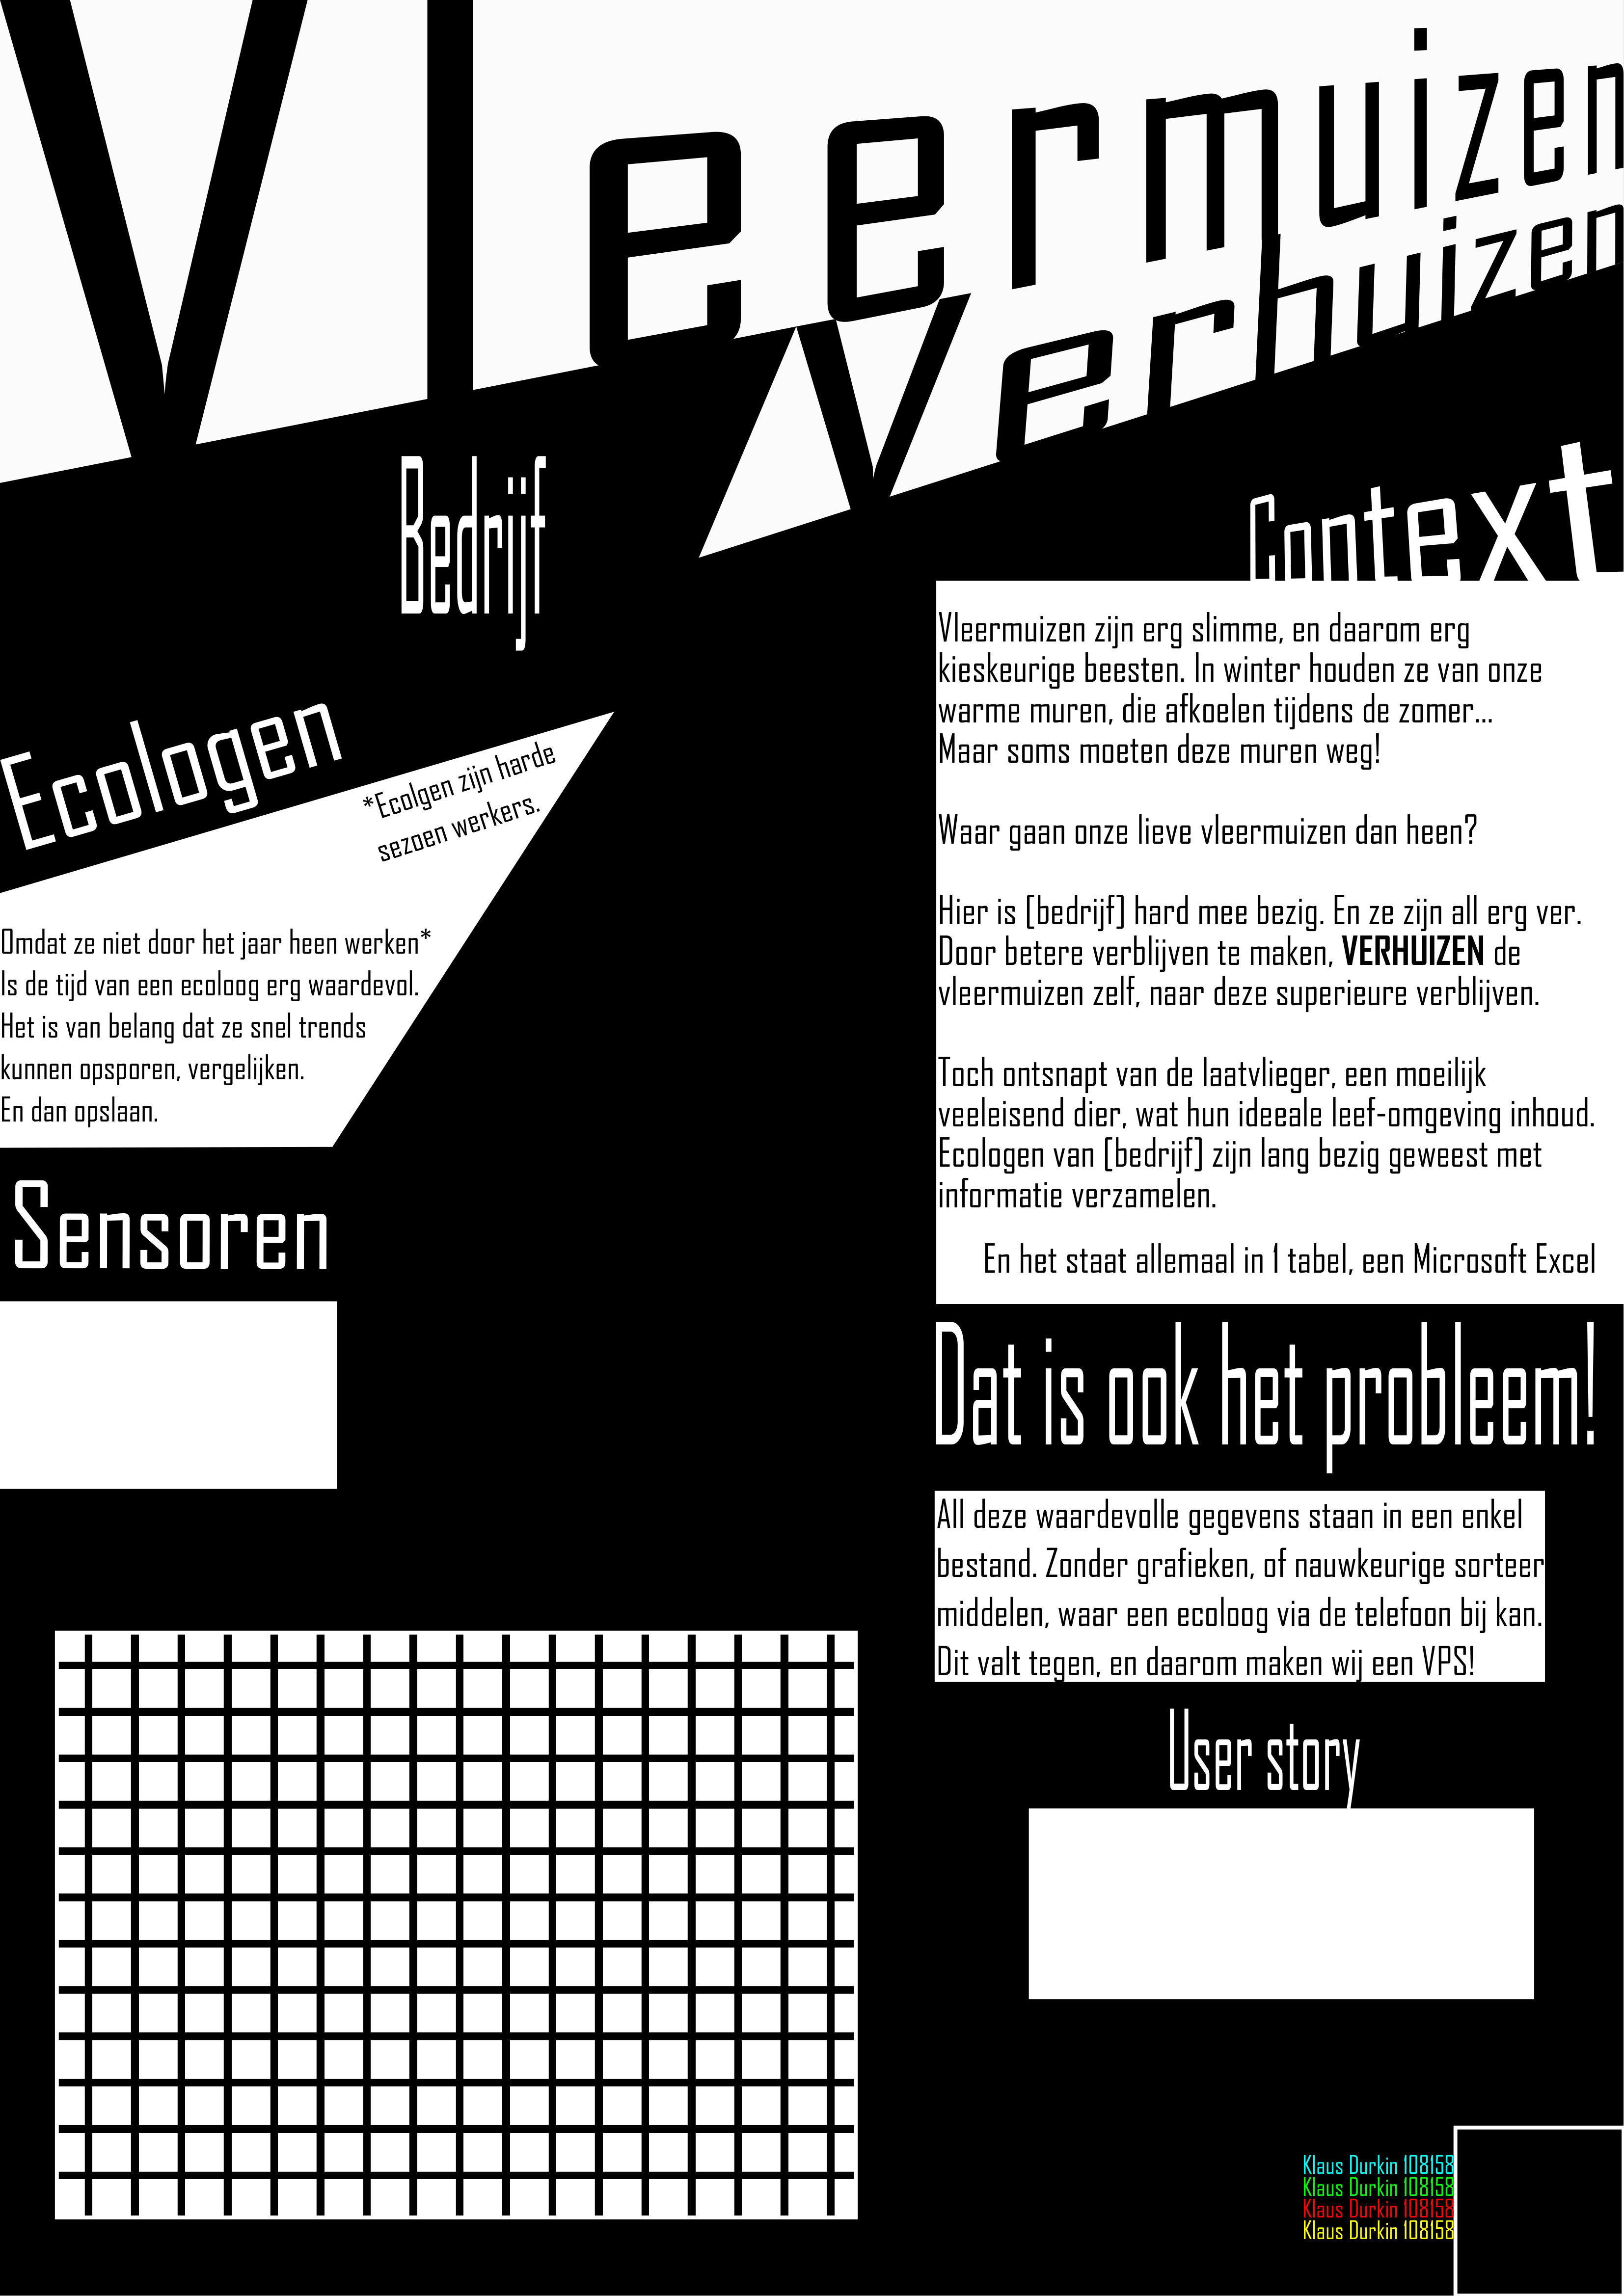 Vleermuizen
Verhuizen
Bedrijf
Ecologen
*Ecolgen zijn harde
sezoen werkers.
Omdat ze niet door het jaar heen werken*
Is de tijd van een ecoloog erg waardevol.
Het is van belang dat ze snel trends
kunnen opsporen, vergelijken.
En dan opslaan.
Sensoren
Context
Vleermuizen zijn erg slimme, en daarom erg
kieskeurige beesten. In winter houden ze van onze
warme muren, die afkoelen tijdens de zomer...
Maar soms moeten deze muren weg!
Waar gaan onze lieve vleermuizen dan heen?
Hier is [bedrijf] hard mee bezig. En ze zijn all erg ver.
Door betere verblijven te maken, VERHUIZEN de
vleermuizen zelf, naar deze superieure verblijven.
Toch ontsnapt van de laatvlieger, een moeilijk
veeleisend dier, wat hun ideeale leef-omgeving inhoud.
Ecologen van [bedrijf] zijn lang bezig geweest met
informatie verzamelen.
En het staat allemaal in 1 tabel, een Microsoft Excel
Dat is ook het probleem!
All deze waardevolle gegevens staan in een enkel
bestand. Zonder grafieken, of nauwkeurige sorteer
middelen, waar een ecoloog via de telefoon bij kan.
Dit valt tegen, en daarom maken wij een VPS!
User story
Klaus Durkin 108158
Klaus Durkin 108158
Klaus Durkin 108158
Klaus Durkin 108158